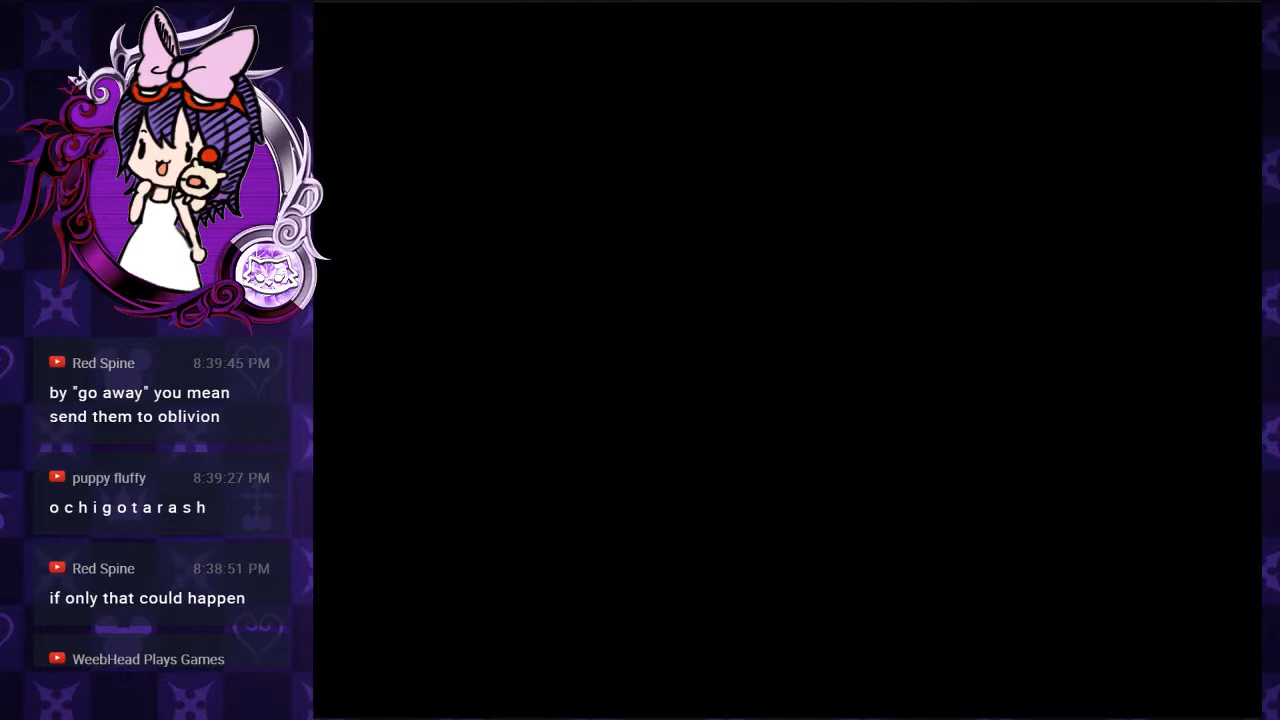 Red Spine 8:39:45 PM
by "go away" you mean
send them to oblivion
puppy fluffy 8:39:27 PM
o c h i g o t a r a s h
Red Spine 8:38:51 PM
if only that could happen
WeebHead Plays Games